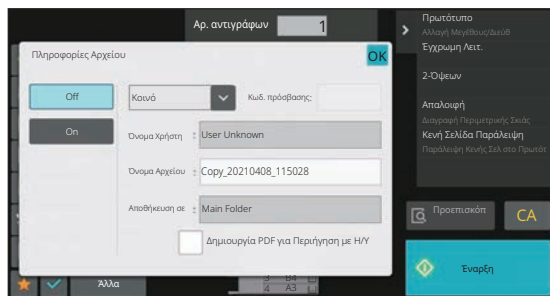 Αρ. αντιγράφων 1
Πληροφορίες Αρχείου
OK
Off
On
Κοινό
Κωδ. πρόσβασης:
Όνομα Χρήστη : User Unknown
Όνομα Αρχείου : Copy_20210408_115028
Αποθήκευση σε : Main Folder
Δημιουργία PDF για Περιήγηση με Η/Υ
Άλλα
3 B4
4 A3
Πρωτότυπο
Αλλαγή Μεγέθους/Διεύθ
Έγχρωμη Λειτ.
2-Όψεων
Απαλοιφή
Διαγραφή Περιμετρικής Σκιάς
Κενή Σελίδα Παράλειψη
Παράλειψη Κενής Σελ στο Πρωτότ
Προεπισκόπ
CA
Έναρξη